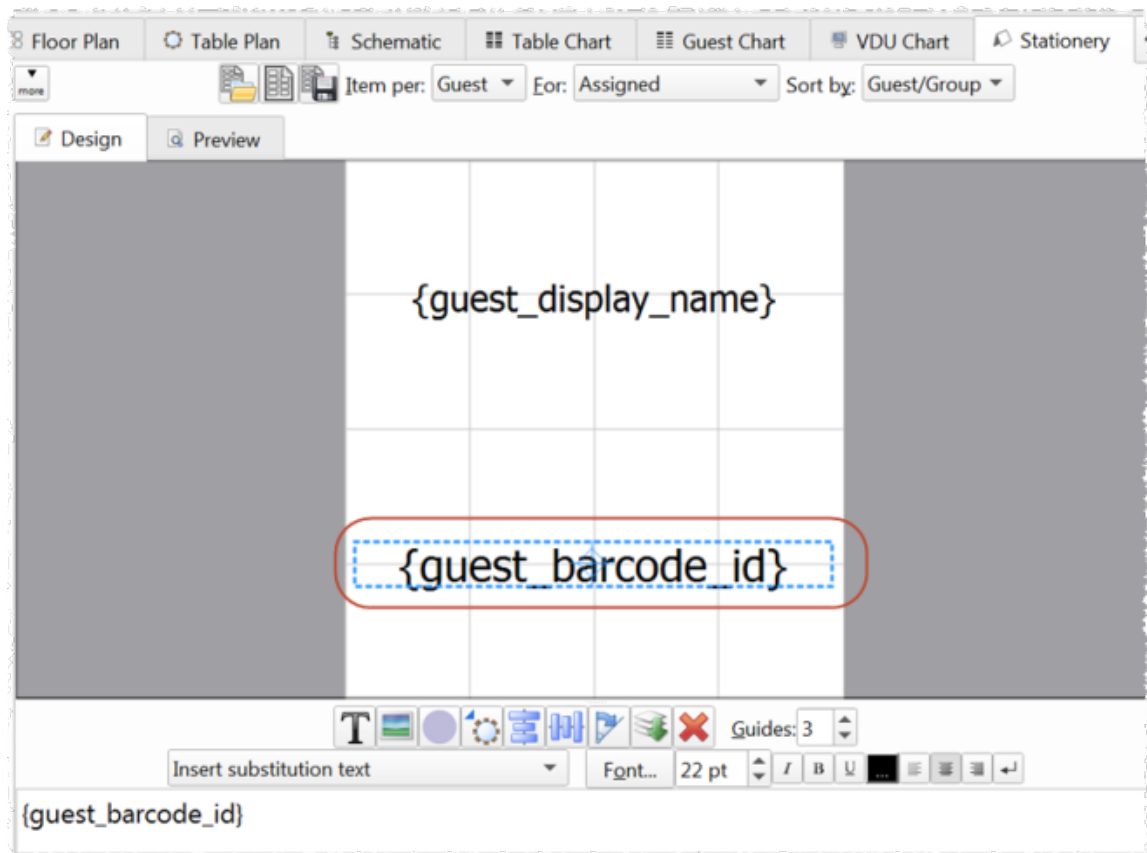 Floor Plan Table Plan Schematic Table Chart Guest Chart VDU Chart Stationery
more Item per: Guest For: Assigned Sort by: Guest/Group
Design Preview
{guest_display_name}
{guest_barcode_id}
T Guides: 3
Insert substitution text Font... 22 pt I B U ...
{guest_barcode_id}